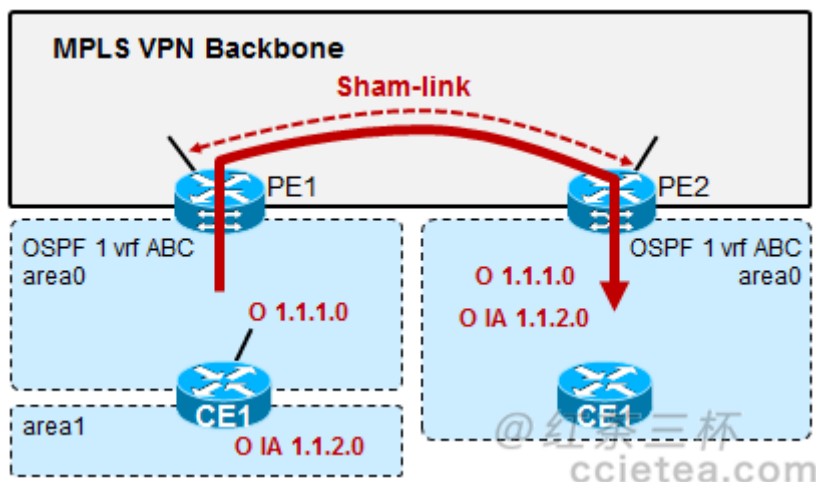 MPLS VPN Backbone
Sham-link
PE1
PE2
OSPF 1 vrf ABC
area0
O 1.1.1.0
CE1
area1
O IA 1.1.2.0
OSPF 1 vrf ABC
area0
O 1.1.1.0
O IA 1.1.2.0
CE1
@红茶三杯
ccietea.com